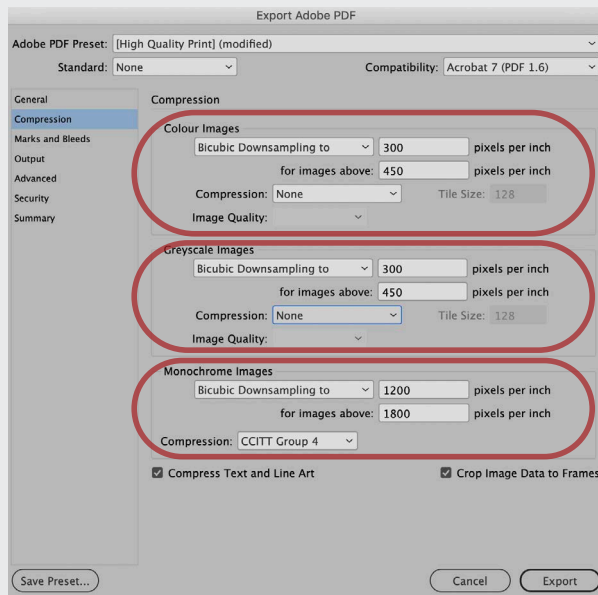 Export Adobe PDF
Adobe PDF Preset: [High Quality Print] (modified)
Standard: None Compatibility: Acrobat 7 (PDF 1.6)
General
Compression
Marks and Bleeds
Output
Advanced
Security
Summary
Compression
Colour Images
Bicubic Downsampling to 300 pixels per inch
for images above: 450 pixels per inch
Compression: None Tile Size: 128
Image Quality:
Greyscale Images
Bicubic Downsampling to 300 pixels per inch
for images above: 450 pixels per inch
Compression: None Tile Size: 128
Image Quality:
Monochrome Images
Bicubic Downsampling to 1200 pixels per inch
for images above: 1800 pixels per inch
Compression: CCITT Group 4
Compress Text and Line Art Crop Image Data to Frames
Save Preset... Cancel Export